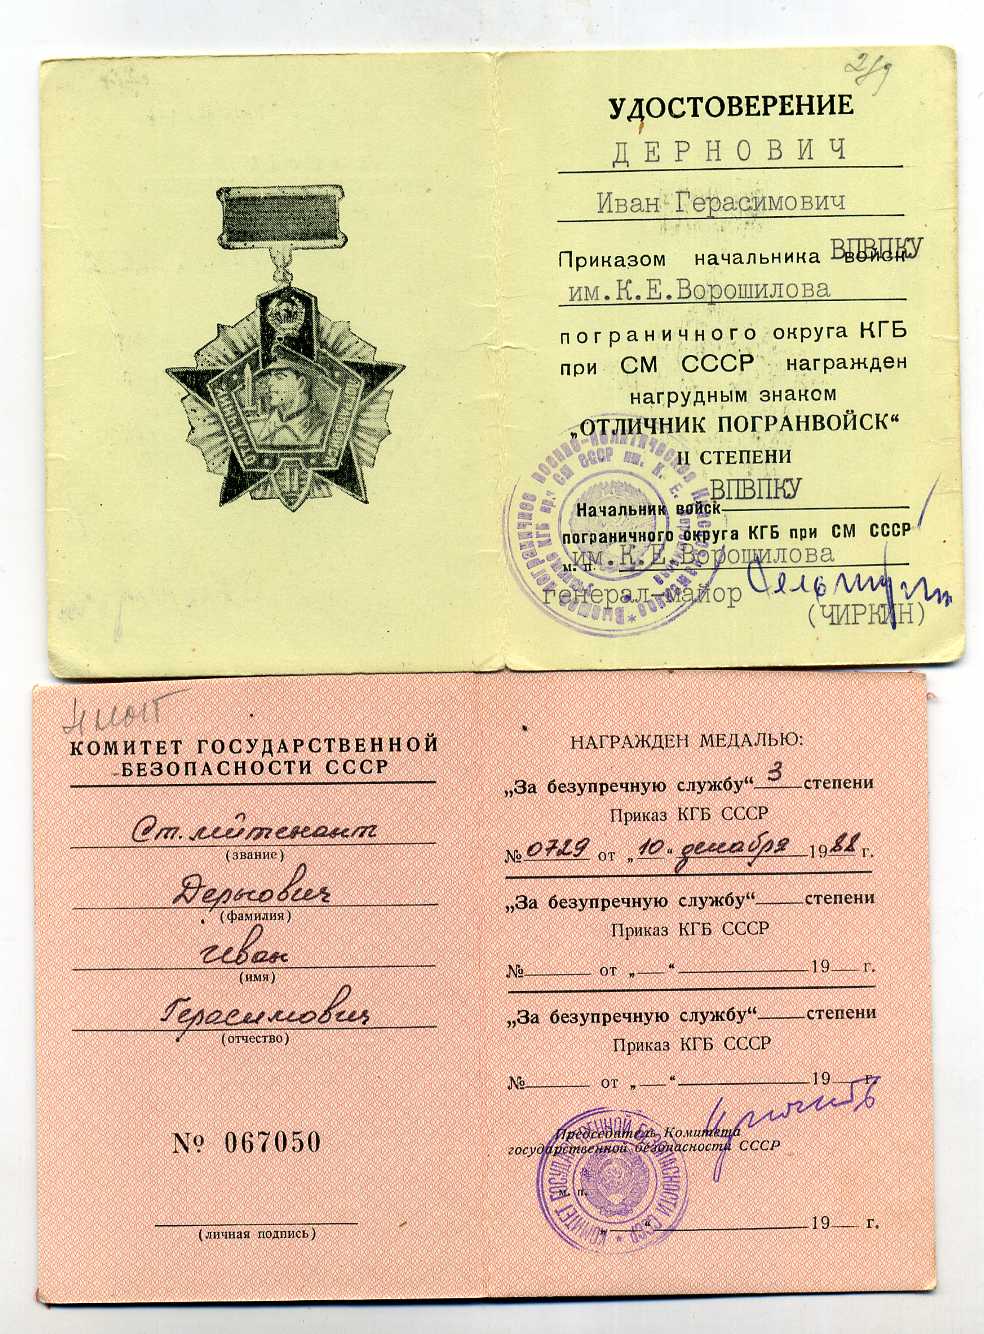 УДОСТОВЕРЕНИЕ
ДЕРНОВИЧ
Иван Герасимович
Приказом начальника войск ВПВПКУ
им.К.Е.Ворошилова
пограничного округа КГБ
при СМ СССР награжден
нагрудным знаком
„ОТЛИЧНИК ПОГРАНВОЙСК“
II СТЕПЕНИ
ВПВПКУ
Начальник войск
пограничного округа КГБ при СМ СССР
им.К.Е.Ворошилова
м. п.
генерал-майор
(ЧИРКИН)
КОМИТЕТ ГОСУДАРСТВЕННОЙ
БЕЗОПАСНОСТИ СССР
Ст. лейтенант
(звание)
Дернович
(фамилия)
Иван
(имя)
Герасимович
(отчество)
№ 067050
(личная подпись)
НАГРАЖДЕН МЕДАЛЬЮ:
„За безупречную службу“ 3 степени
Приказ КГБ СССР
№ 0729 от „10“ декабря 1988 г.
„За безупречную службу“ степени
Приказ КГБ СССР
№ от „ “ 19 г.
„За безупречную службу“ степени
Приказ КГБ СССР
№ от „ “ 19 г.
Председатель Комитета
государственной безопасности СССР
м. п.
КОМИТЕТ ГОСУДАРСТВЕННОЙ БЕЗОПАСНОСТИ СССР
„ “ 19 г.